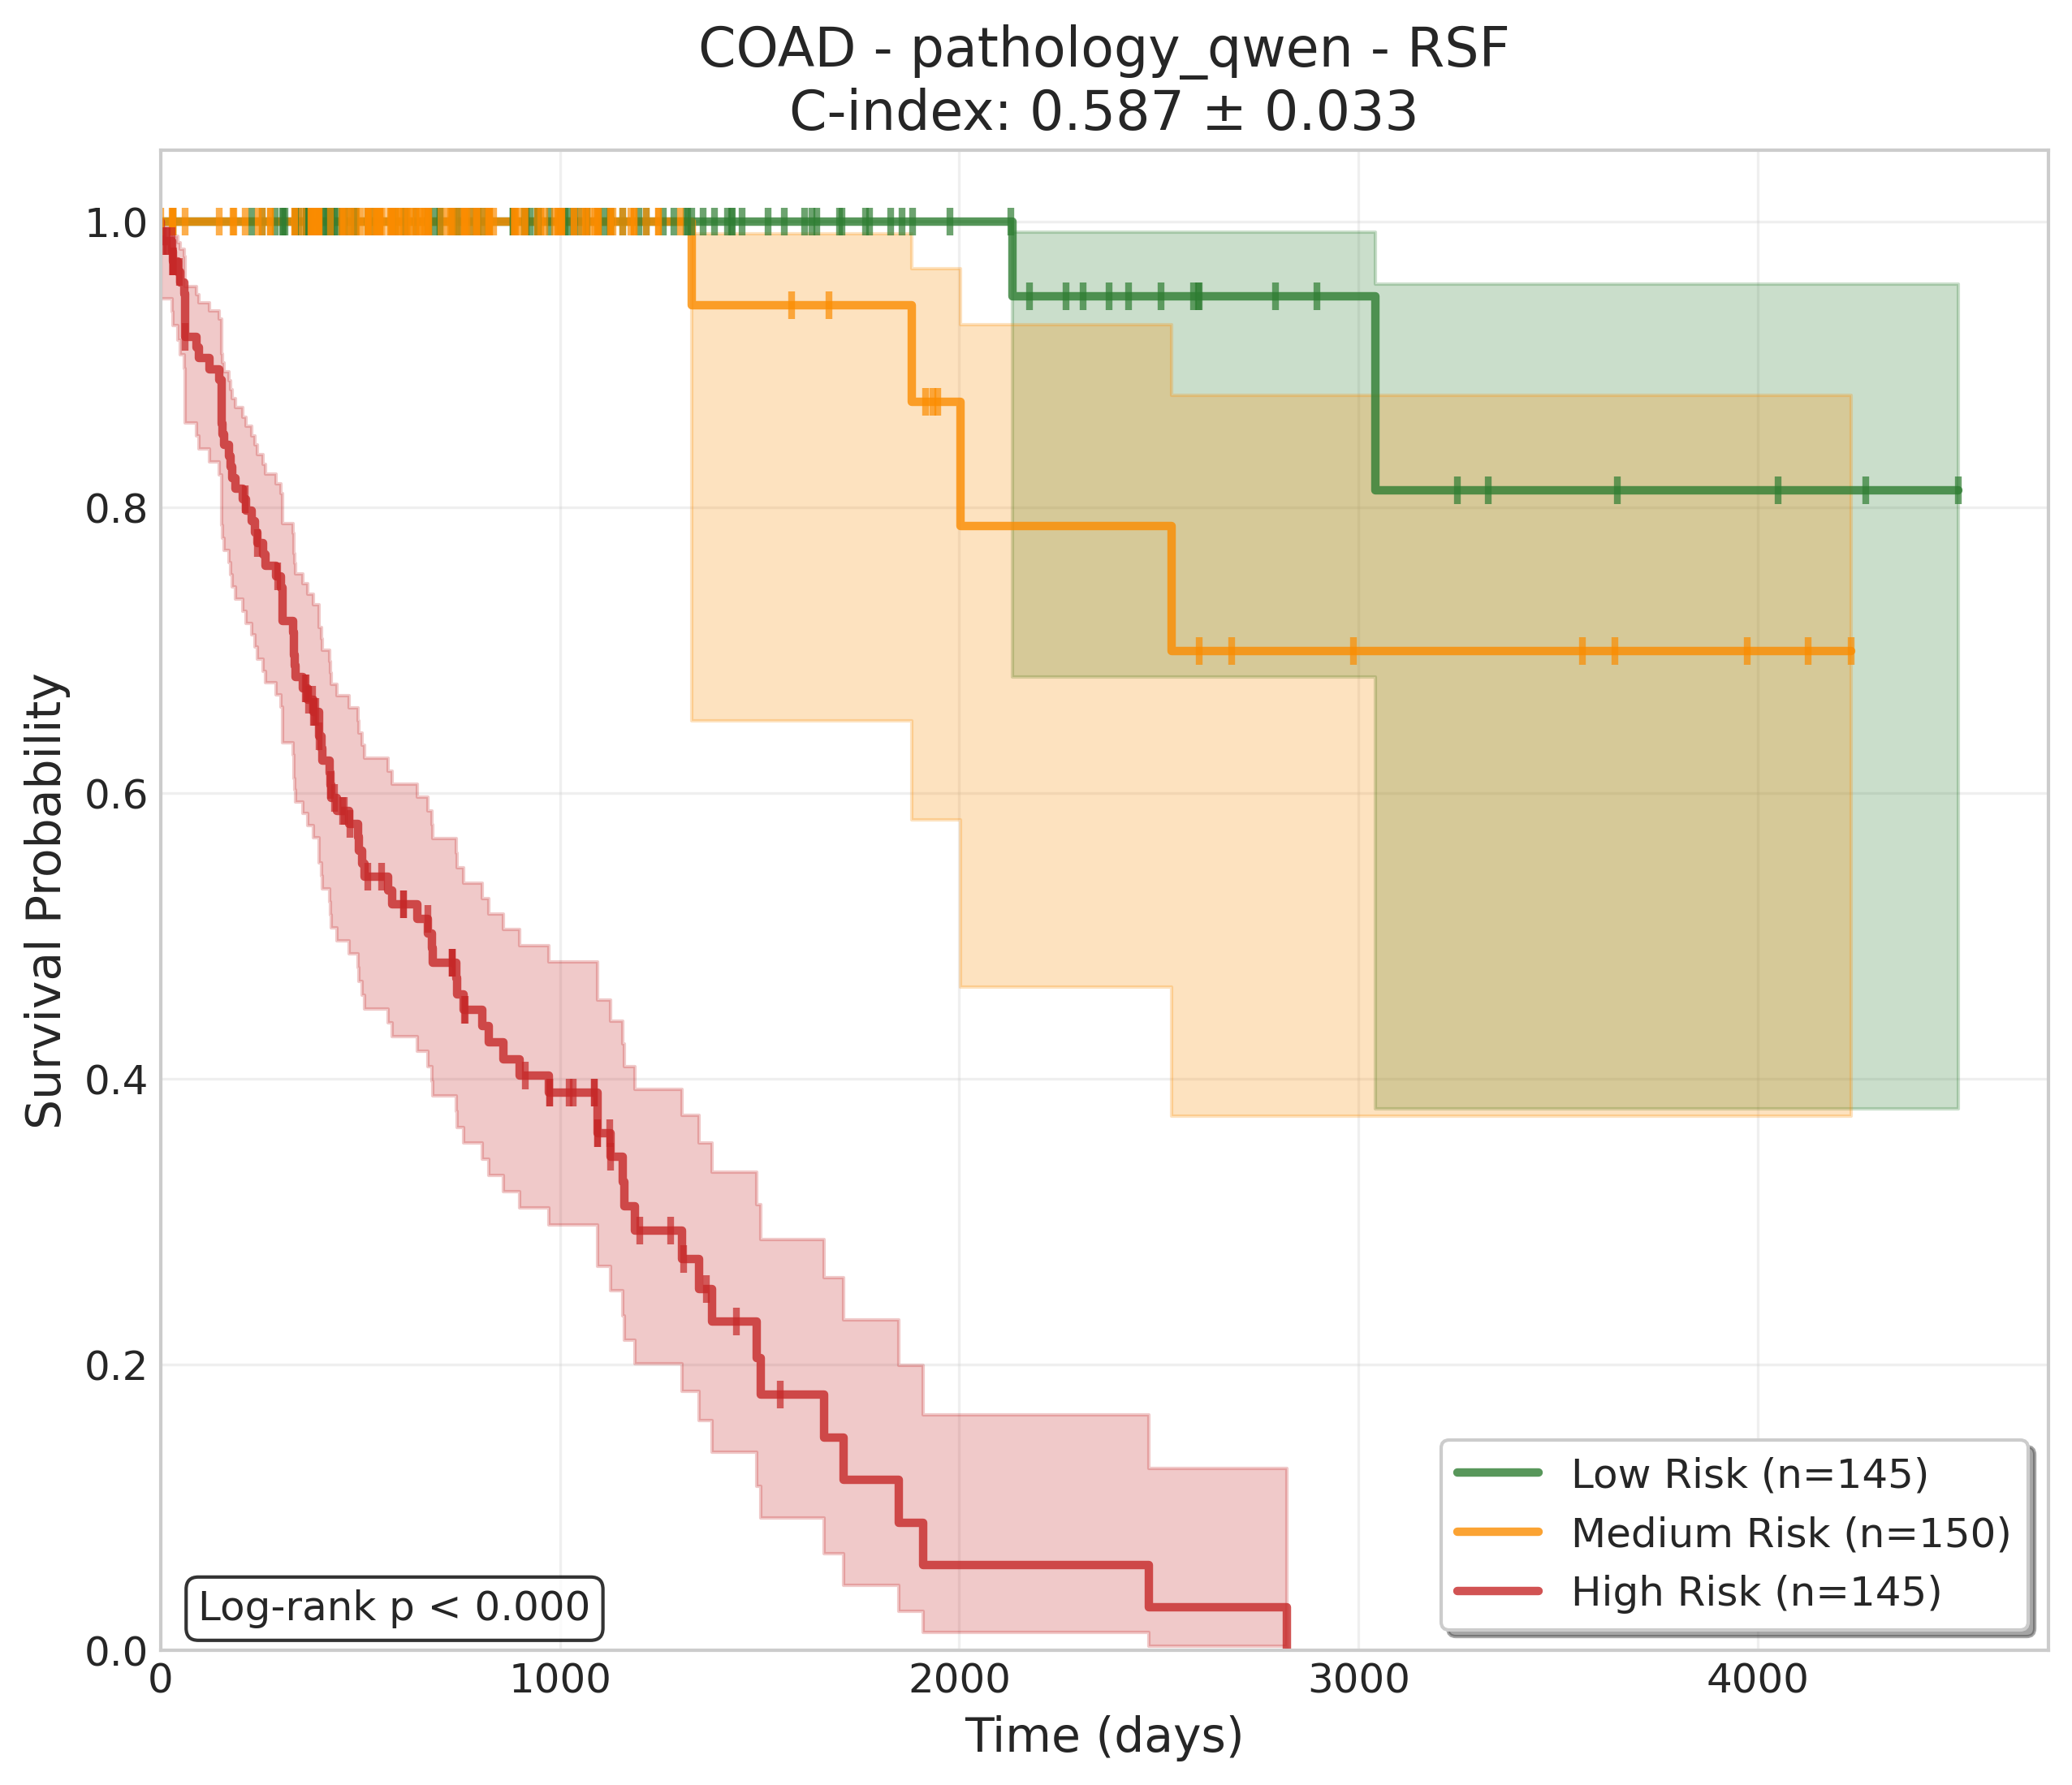 COAD - pathology_qwen - RSF
C-index: 0.587 ± 0.033
Survival Probability
1.0
0.8
0.6
0.4
0.2
0.0
Log-rank p < 0.000
Low Risk (n=145)
Medium Risk (n=150)
High Risk (n=145)
0
1000
2000
3000
4000
Time (days)